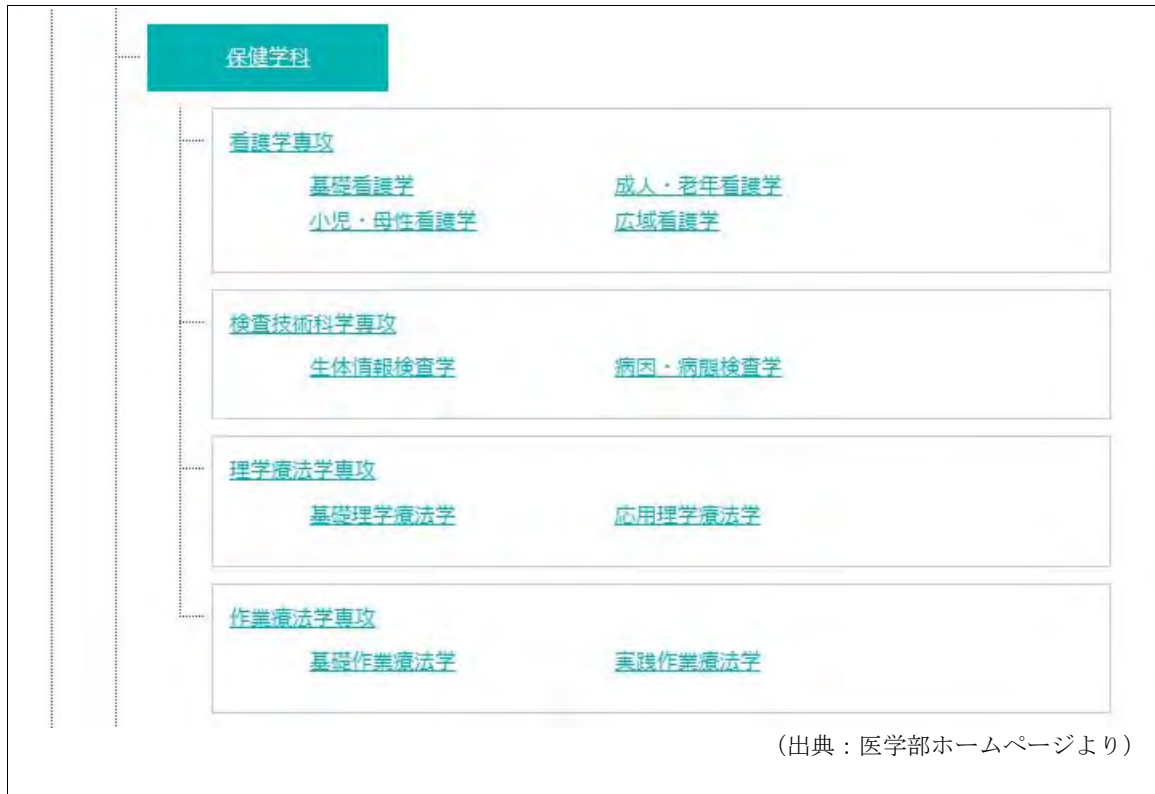 保健学科
看護学専攻
基礎看護学 成人・老年看護学
小児・母性看護学 広域看護学
検査技術科学専攻
生体情報検査学 病因・病態検査学
理学療法学専攻
基礎理学療法学 応用理学療法学
作業療法学専攻
基礎作業療法学 実践作業療法学
（出典：医学部ホームページより）